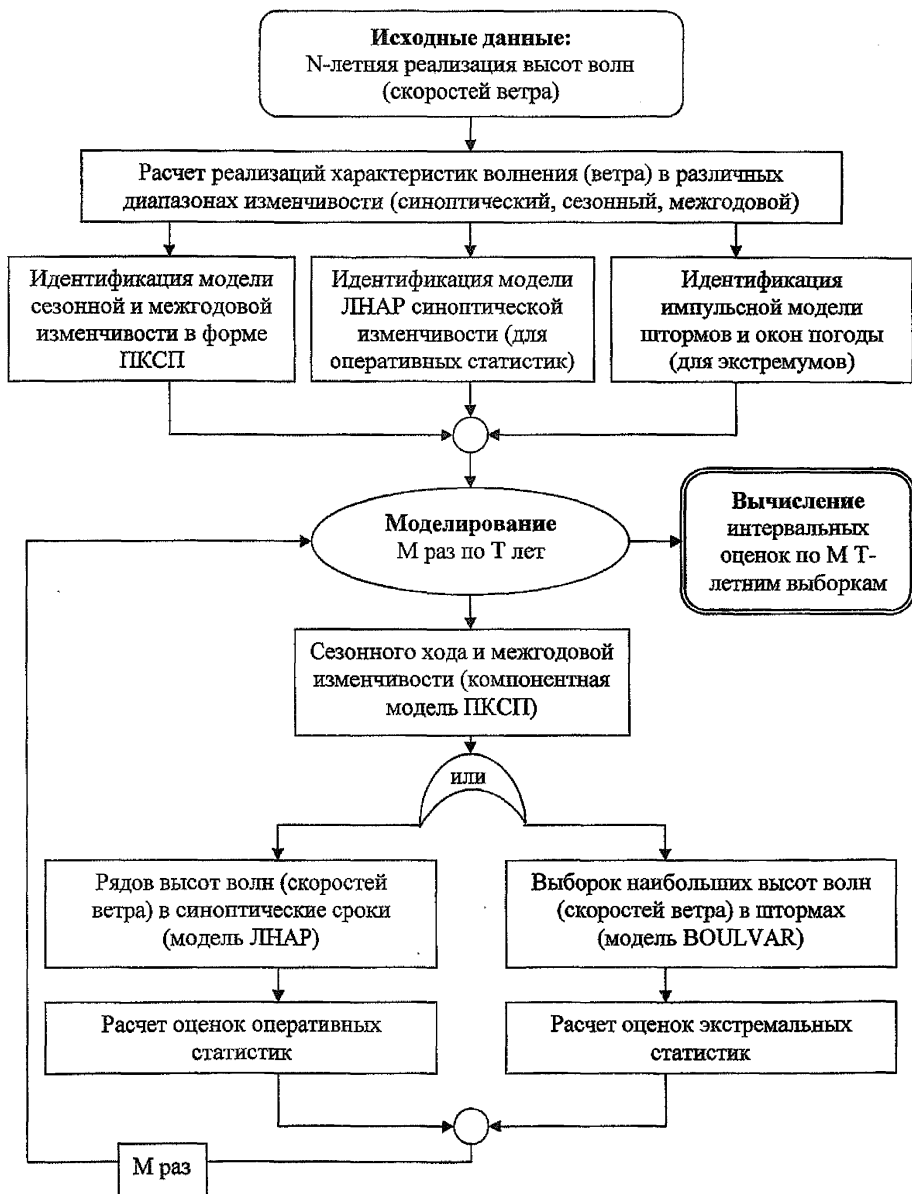 Исходные данные:
N-летняя реализация высот волн
(скоростей ветра)
Расчет реализаций характеристик волнения (ветра) в различных
диапазонах изменчивости (синоптический, сезонный, межгодовой)
Идентификация модели
сезонной и межгодовой
изменчивости в форме
ПКСП
Идентификация модели
ЛНАР синоптической
изменчивости (для
оперативных статистик)
Идентификация
импульсной модели
штормов и окон погоды
(для экстремумов)
Моделирование
М раз по Т лет
Вычисление
интервальных
оценок по М Т-
летним выборкам
Сезонного хода и межгодовой
изменчивости (компонентная
модель ПКСП)
или
Рядов высот волн (скоростей
ветра) в синоптические сроки
(модель ЛНАР)
Выборок наибольших высот волн
(скоростей ветра) в штормах
(модель BOULVAR)
Расчет оценок оперативных
статистик
Расчет оценок экстремальных
статистик
М раз